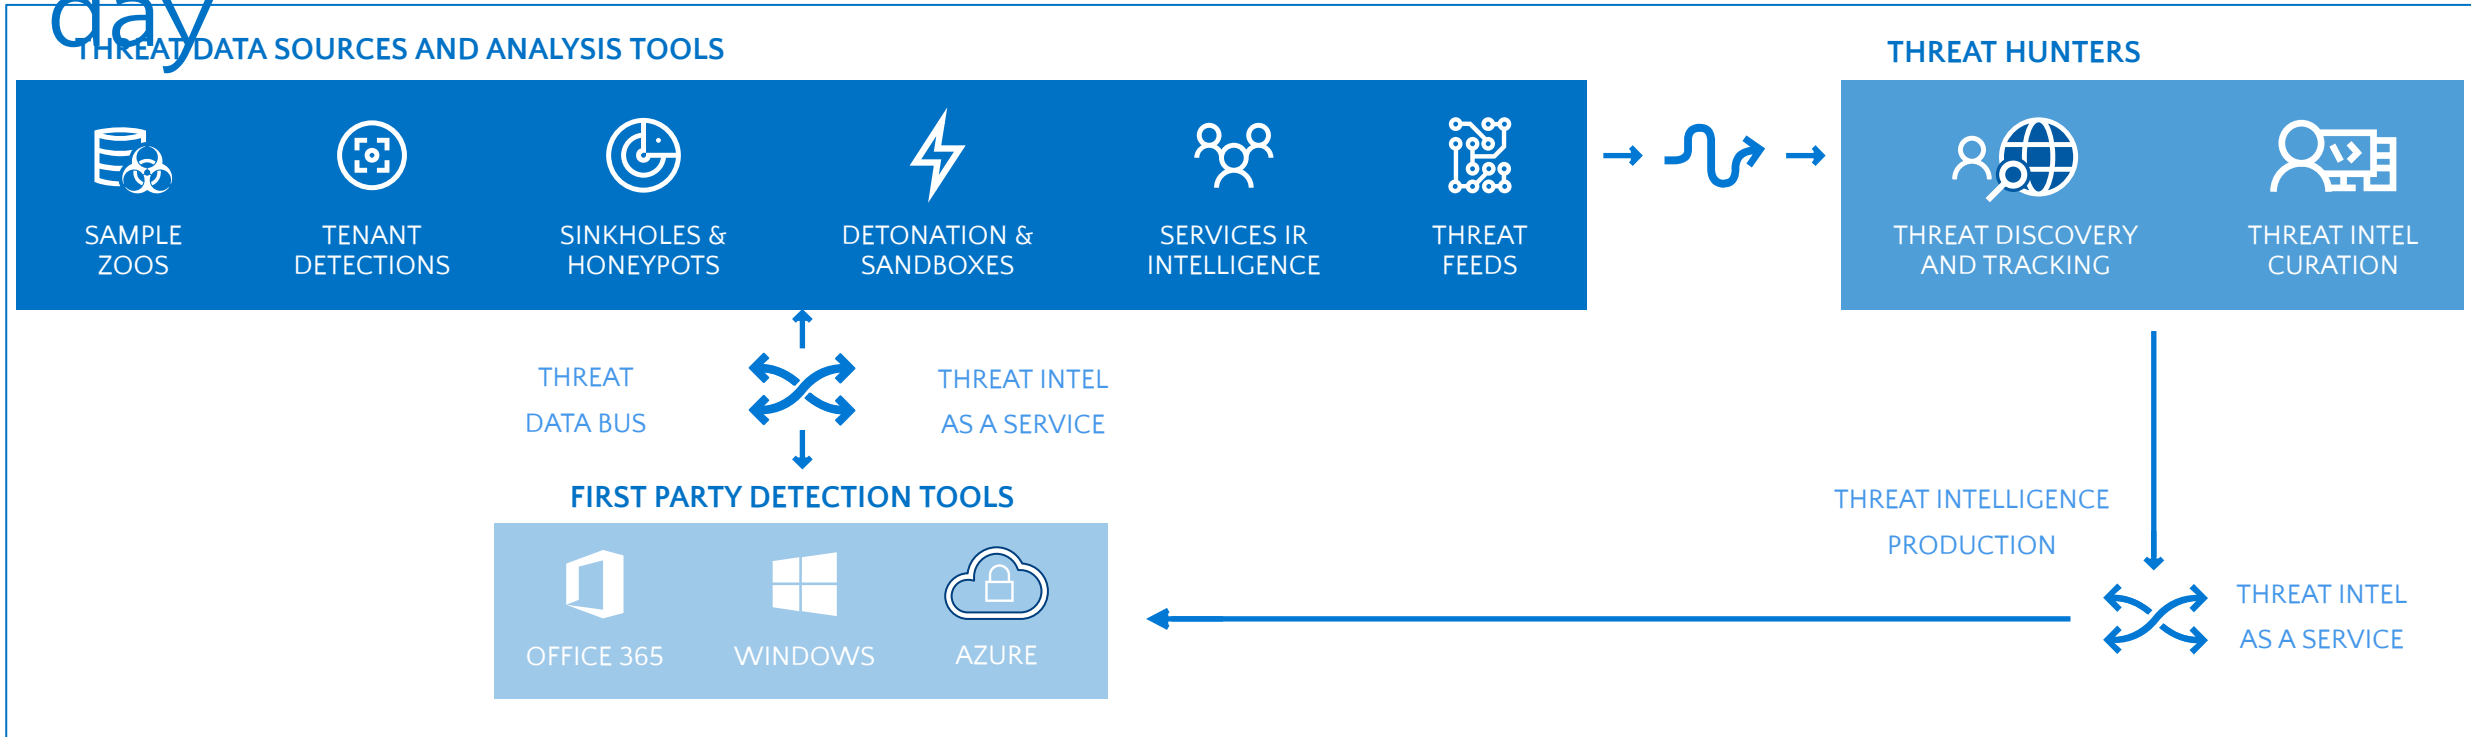 day
THREAT DATA SOURCES AND ANALYSIS TOOLS
THREAT HUNTERS
SAMPLE
ZOOS
TENANT
DETECTIONS
SINKHOLES &
HONEYPOTS
DETONATION &
SANDBOXES
SERVICES IR
INTELLIGENCE
THREAT
FEEDS
THREAT DISCOVERY
AND TRACKING
THREAT INTEL
CURATION
THREAT
DATA BUS
THREAT INTEL
AS A SERVICE
FIRST PARTY DETECTION TOOLS
OFFICE 365
WINDOWS
AZURE
THREAT INTELLIGENCE
PRODUCTION
THREAT INTEL
AS A SERVICE